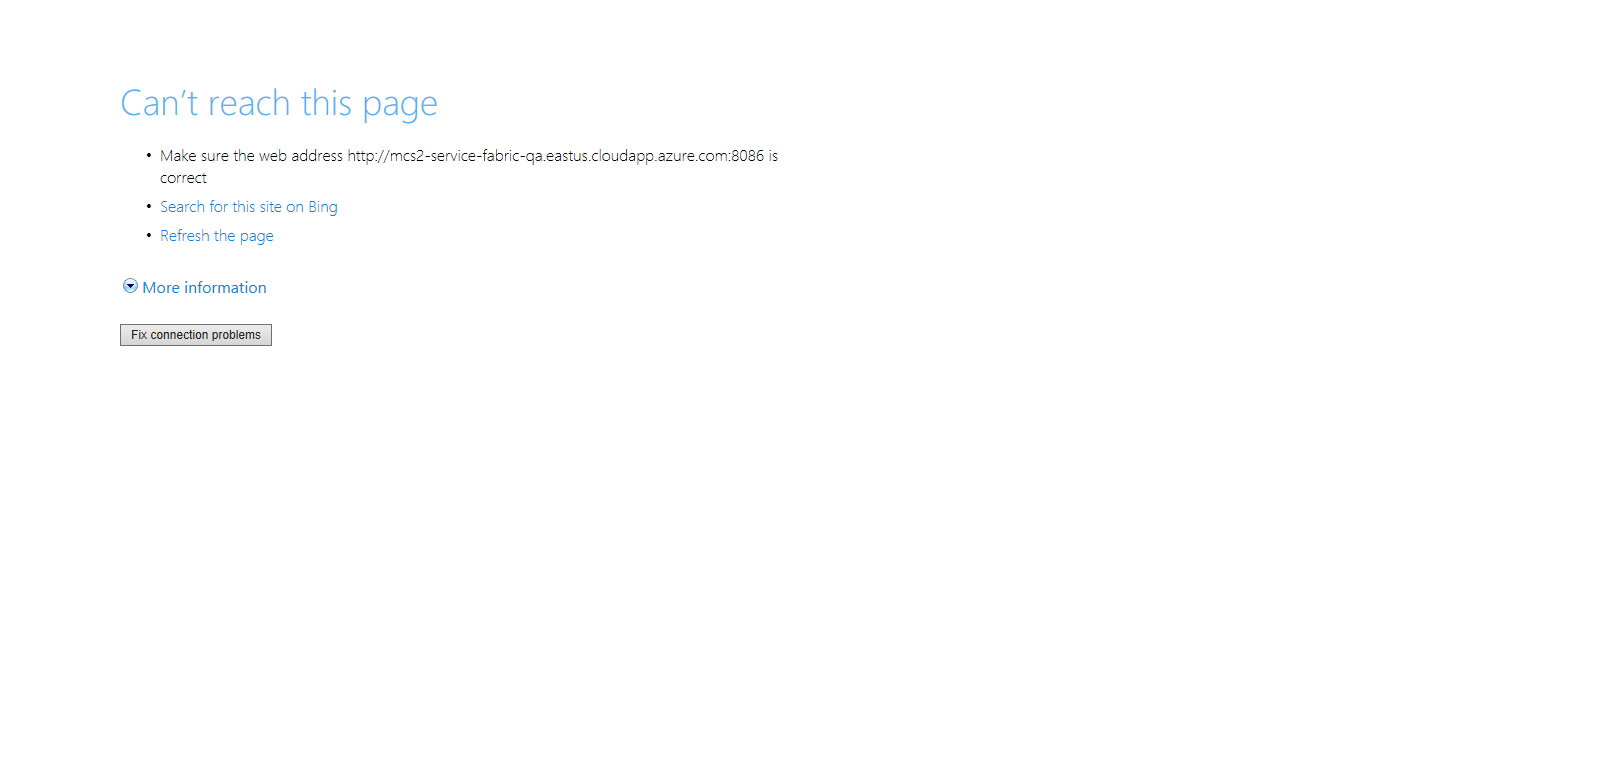 Can’t reach this page
• Make sure the web address http://mcs2-service-fabric-qa.eastus.cloudapp.azure.com:8086 is
correct
• Search for this site on Bing
• Refresh the page
More information
Fix connection problems